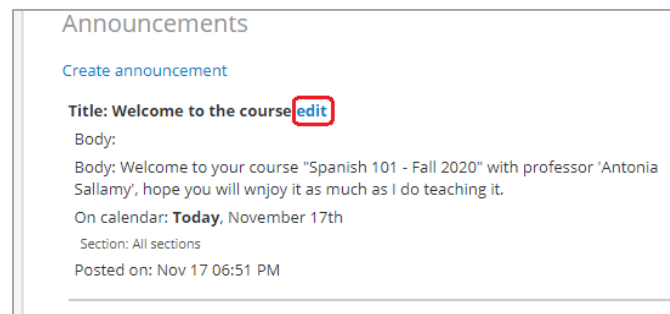 Announcements
Create announcement
Title: Welcome to the course edit
Body:
Body: Welcome to your course "Spanish 101 - Fall 2020" with professor 'Antonia
Sallamy', hope you will wnjoy it as much as I do teaching it.
On calendar: Today, November 17th
Section: All sections
Posted on: Nov 17 06:51 PM